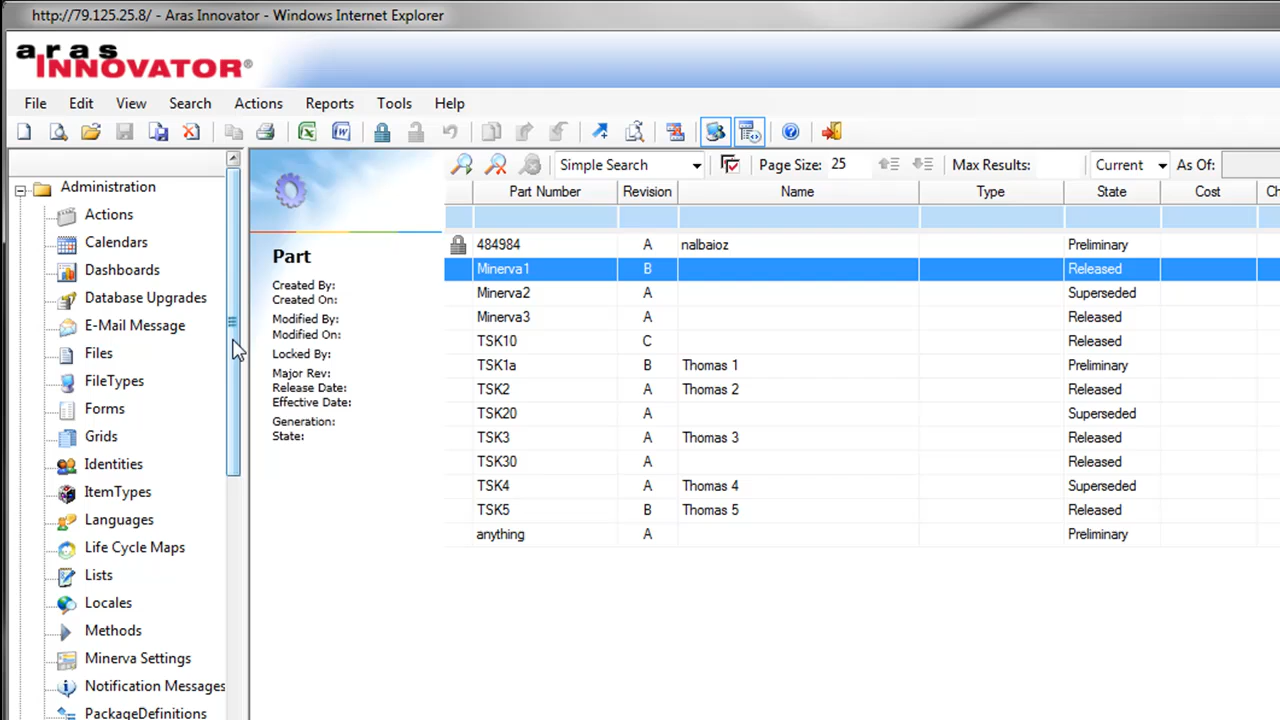 http://79.125.25.8/ - Aras Innovator - Windows Internet Explorer
aras
INNOVATOR®
File Edit View Search Actions Reports Tools Help
Simple Search Page Size: 25 Max Results: Current As Of:
Administration
Actions
Calendars
Dashboards
Database Upgrades
E-Mail Message
Files
FileTypes
Forms
Grids
Identities
ItemTypes
Languages
Life Cycle Maps
Lists
Locales
Methods
Minerva Settings
Notification Messages
PackageDefinitions
Part
Created By:
Created On:
Modified By:
Modified On:
Locked By:
Major Rev:
Release Date:
Effective Date:
Generation:
State:
Part Number Revision Name Type State Cost
484984 A nalbaioz Preliminary
Minerva1 B Released
Minerva2 A Superseded
Minerva3 A Released
TSK10 C Released
TSK1a B Thomas 1 Preliminary
TSK2 A Thomas 2 Released
TSK20 A Superseded
TSK3 A Thomas 3 Released
TSK30 A Released
TSK4 A Thomas 4 Superseded
TSK5 B Thomas 5 Released
anything A Preliminary